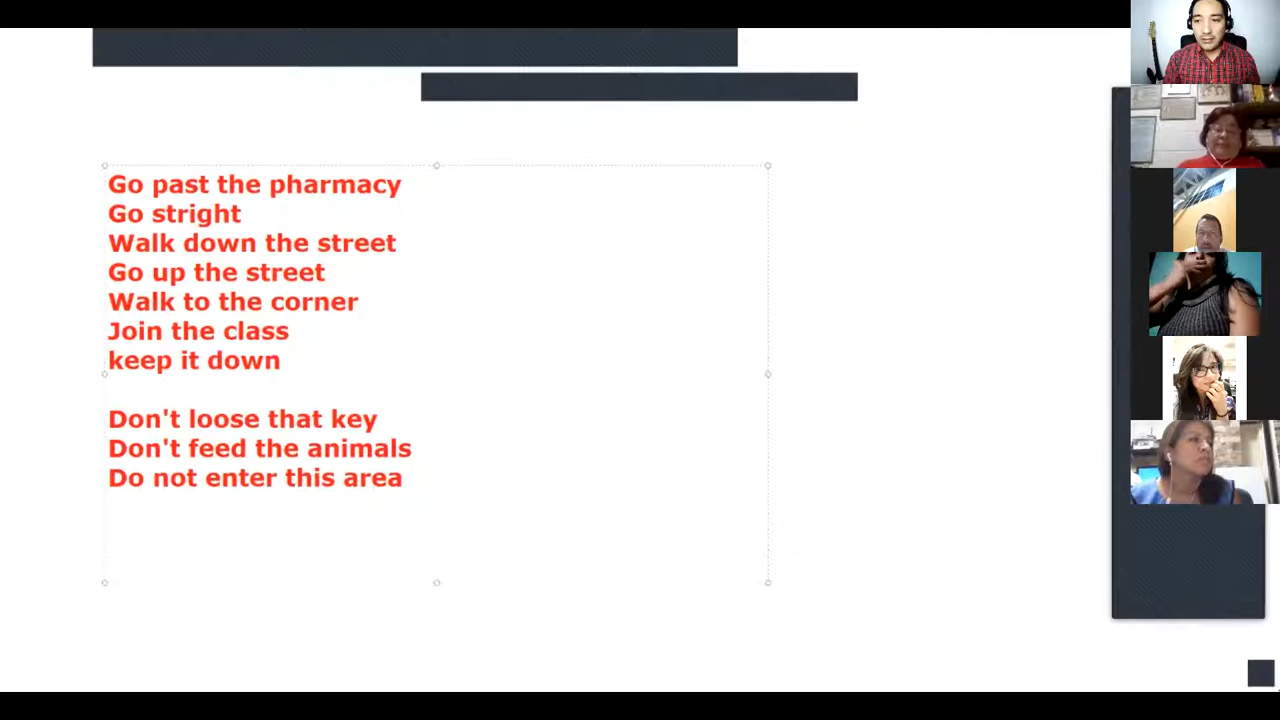 Go past the pharmacy
Go stright
Walk down the street
Go up the street
Walk to the corner
Join the class
keep it down
Don't loose that key
Don't feed the animals
Do not enter this area